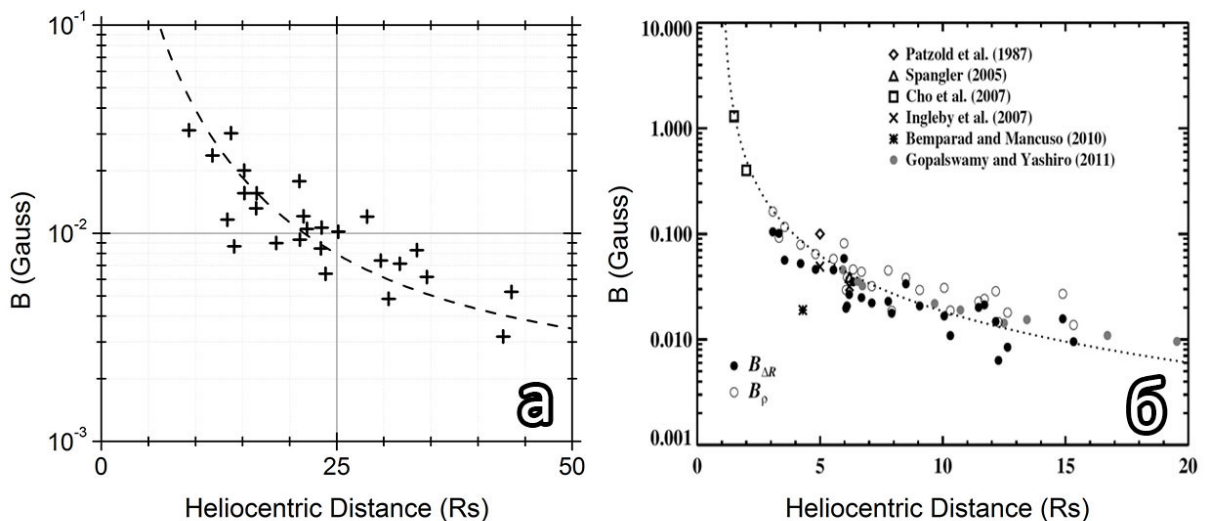 10⁻¹
10⁻²
10⁻³
B (Gauss)
0
25
50
Heliocentric Distance (Rs)
а
10.000
1.000
0.100
0.010
0.001
B (Gauss)
Patzold et al. (1987)
Spangler (2005)
Cho et al. (2007)
Ingleby et al. (2007)
Bemparad and Mancuso (2010)
Gopalswamy and Yashiro (2011)
B_ΔR
B_ρ
0
5
10
15
20
Heliocentric Distance (Rs)
б